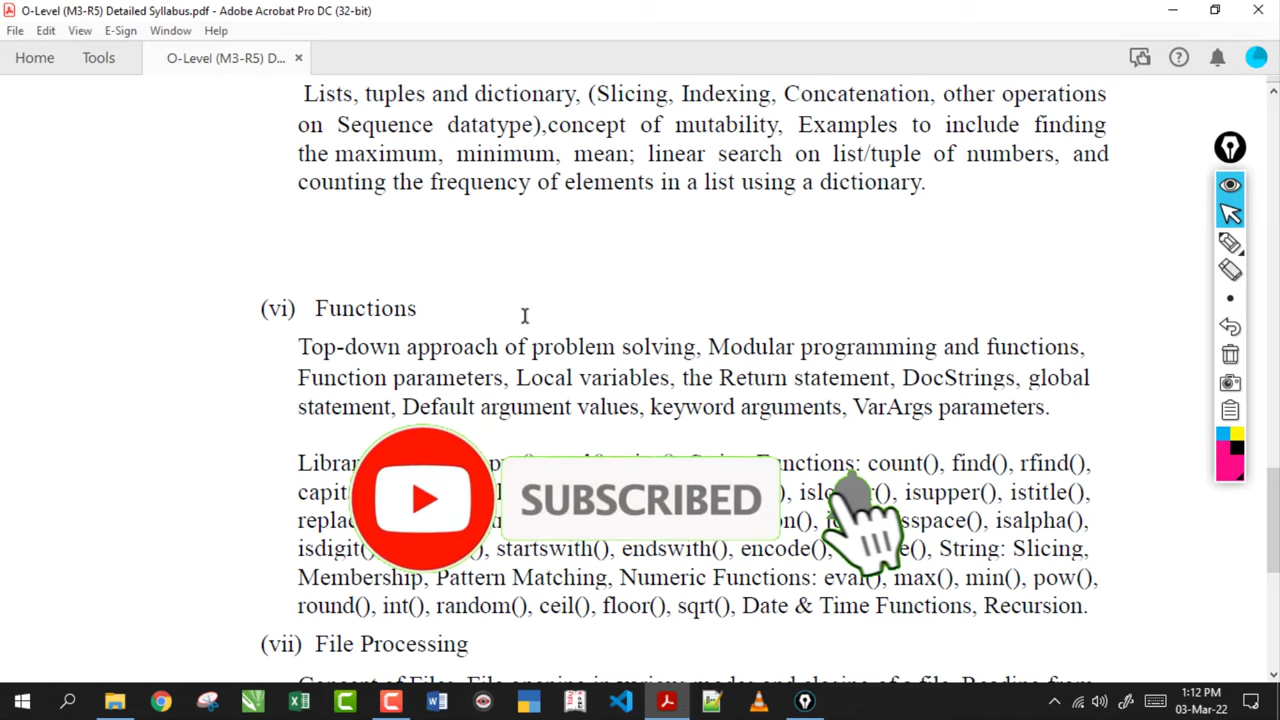 O-Level (M3-R5) Detailed Syllabus.pdf - Adobe Acrobat Pro DC (32-bit)
File Edit View E-Sign Window Help
Home Tools O-Level (M3-R5) D... ×
Lists, tuples and dictionary, (Slicing, Indexing, Concatenation, other operations
on Sequence datatype),concept of mutability, Examples to include finding
the maximum, minimum, mean; linear search on list/tuple of numbers, and
counting the frequency of elements in a list using a dictionary.
(vi) Functions
Top-down approach of problem solving, Modular programming and functions,
Function parameters, Local variables, the Return statement, DocStrings, global
statement, Default argument values, keyword arguments, VarArgs parameters.
Functions: count(), find(), rfind(),
isupper(), istitle(),
isalpha(),
startswith(), endswith(), encode(), String: Slicing,
SUBSCRIBED
Membership, Pattern Matching, Numeric Functions: eval(), max(), min(), pow(),
round(), int(), random(), ceil(), floor(), sqrt(), Date & Time Functions, Recursion.
(vii) File Processing
1:12 PM
03-Mar-22